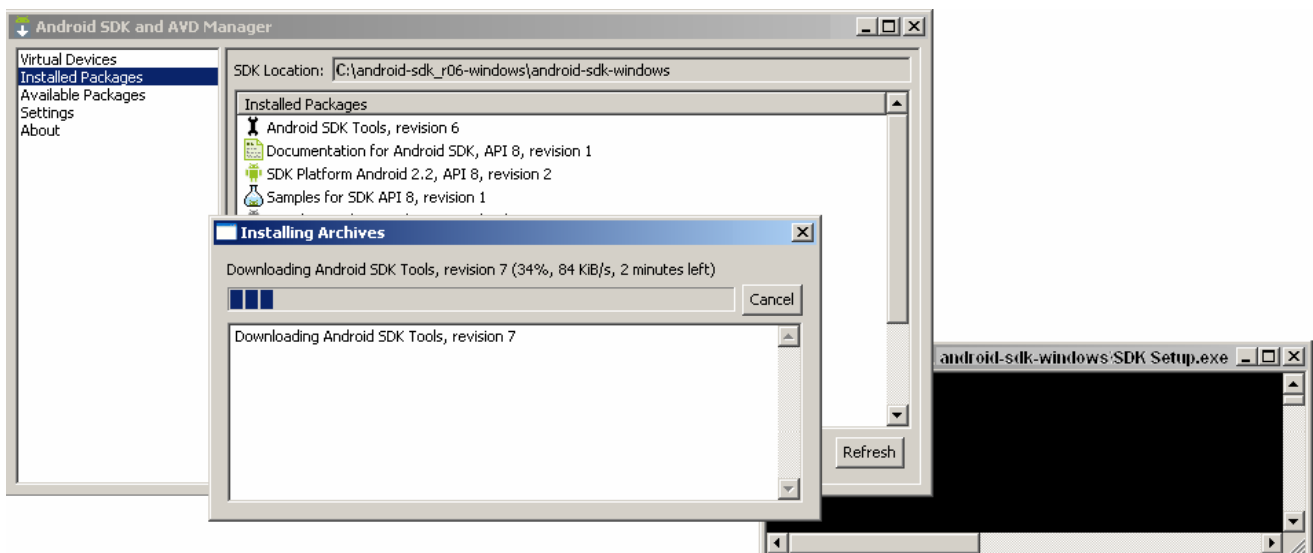 Android SDK and AVD Manager
Virtual Devices
Installed Packages
Available Packages
Settings
About
SDK Location: C:\android-sdk_r06-windows\android-sdk-windows
Installed Packages
Android SDK Tools, revision 6
Documentation for Android SDK, API 8, revision 1
SDK Platform Android 2.2, API 8, revision 2
Samples for SDK API 8, revision 1
Installing Archives
Downloading Android SDK Tools, revision 7 (34%, 84 KiB/s, 2 minutes left)
Cancel
Downloading Android SDK Tools, revision 7
Refresh
android-sdk-windows\SDK Setup.exe